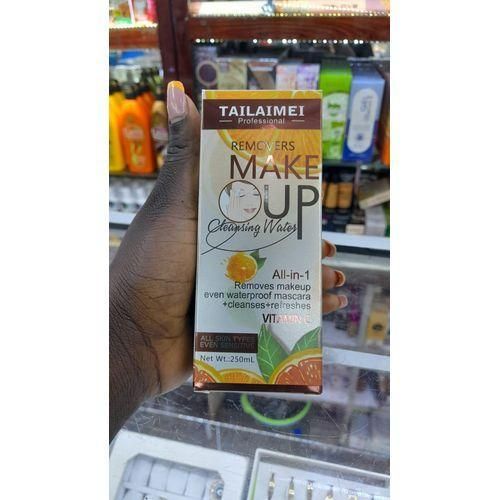 TAILAIMEI
Professional
REMOVERS
MAKE
UP
Cleansing Water
All-in-1
Removes makeup
even waterproof mascara
+cleanses+refreshes
VITAMIN C
ALL SKIN TYPES
EVEN SENSITIVE
Net Wt.:250mL